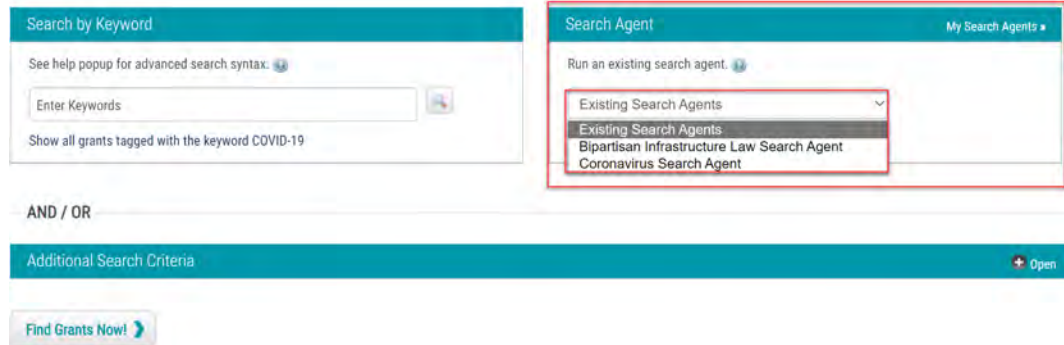 Search by Keyword
See help popup for advanced search syntax.
Enter Keywords
Show all grants tagged with the keyword COVID-19
Search Agent
My Search Agents »
Run an existing search agent.
Existing Search Agents
Existing Search Agents
Bipartisan Infrastructure Law Search Agent
Coronavirus Search Agent
AND / OR
Additional Search Criteria
Open
Find Grants Now!